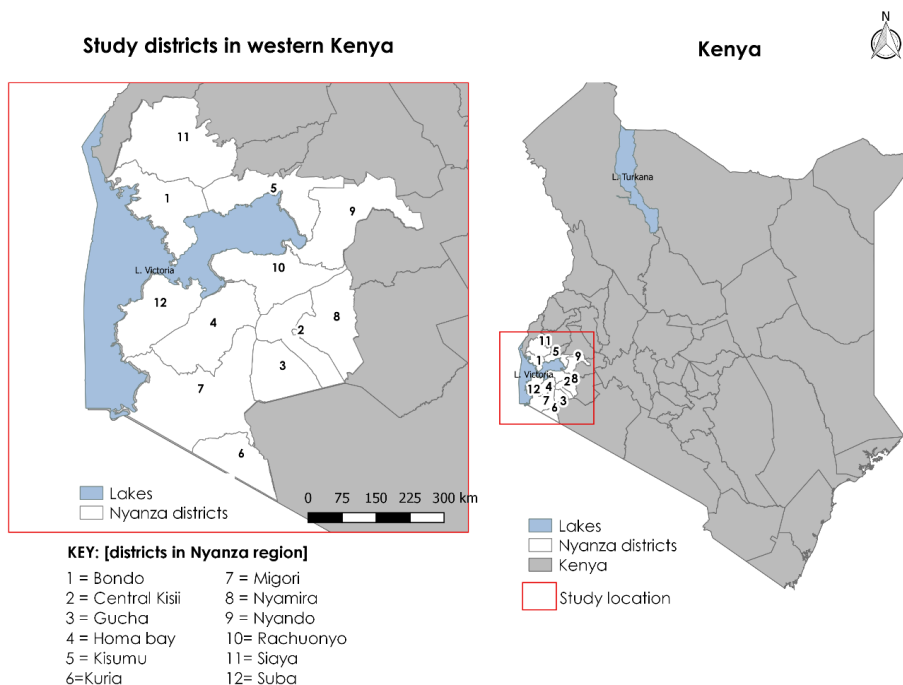 Study districts in western Kenya
11
1
5
9
L. Victoria
10
12
4
2
8
3
7
6
Lakes
Nyanza districts
0 75 150 225 300 km
KEY: [districts in Nyanza region]
1 = Bondo
2 = Central Kisii
3 = Gucha
4 = Homa bay
5 = Kisumu
6=Kuria
7 = Migori
8 = Nyamira
9 = Nyando
10= Rachuonyo
11= Siaya
12= Suba
Kenya
N
L. Turkana
11
5
9
1
L. Victoria
12
4
2
8
7
3
6
Lakes
Nyanza districts
Kenya
Study location